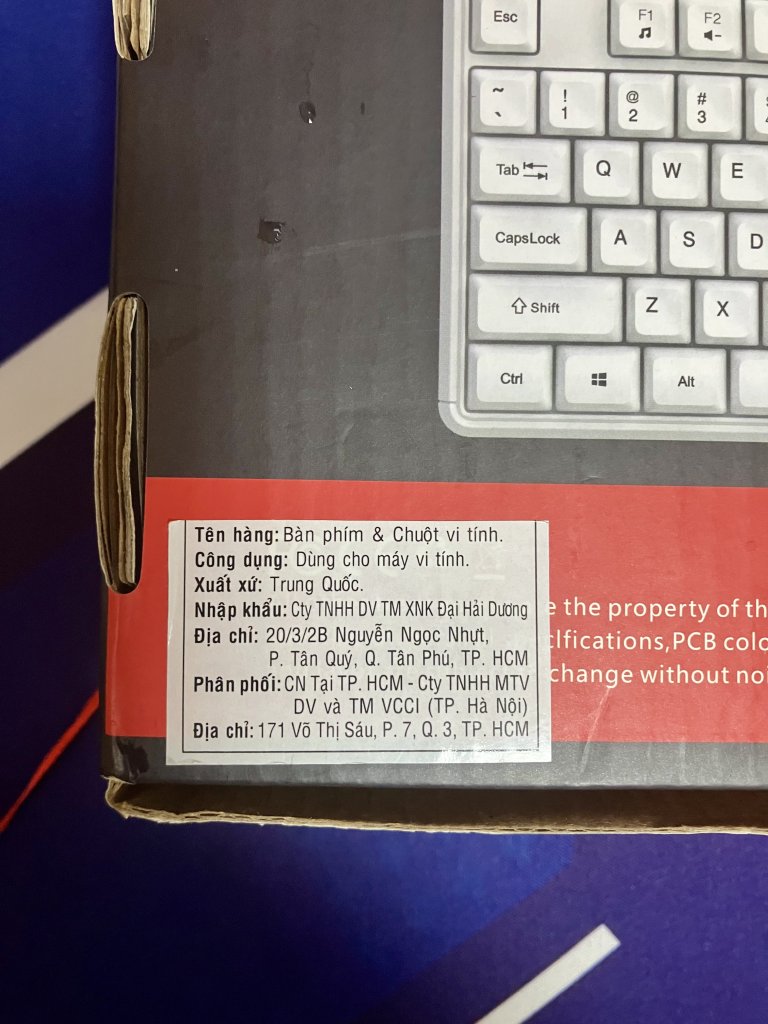 Esc
F1
F2
~
`
!
1
@
2
#
3
Tab
Q
W
E
CapsLock
A
S
D
Shift
Z
X
Ctrl
Alt
Tên hàng: Bàn phím & Chuột vi tính.
Công dụng: Dùng cho máy vi tính.
Xuất xứ: Trung Quốc.
Nhập khẩu: Cty TNHH DV TM XNK Đại Hải Dương
Địa chỉ: 20/3/2B Nguyễn Ngọc Nhựt,
P. Tân Quý, Q. Tân Phú, TP. HCM
Phân phối: CN Tại TP. HCM - Cty TNHH MTV
DV và TM VCCI (TP. Hà Nội)
Địa chỉ: 171 Võ Thị Sáu, P. 7, Q. 3, TP. HCM
the property of
PCB
change without